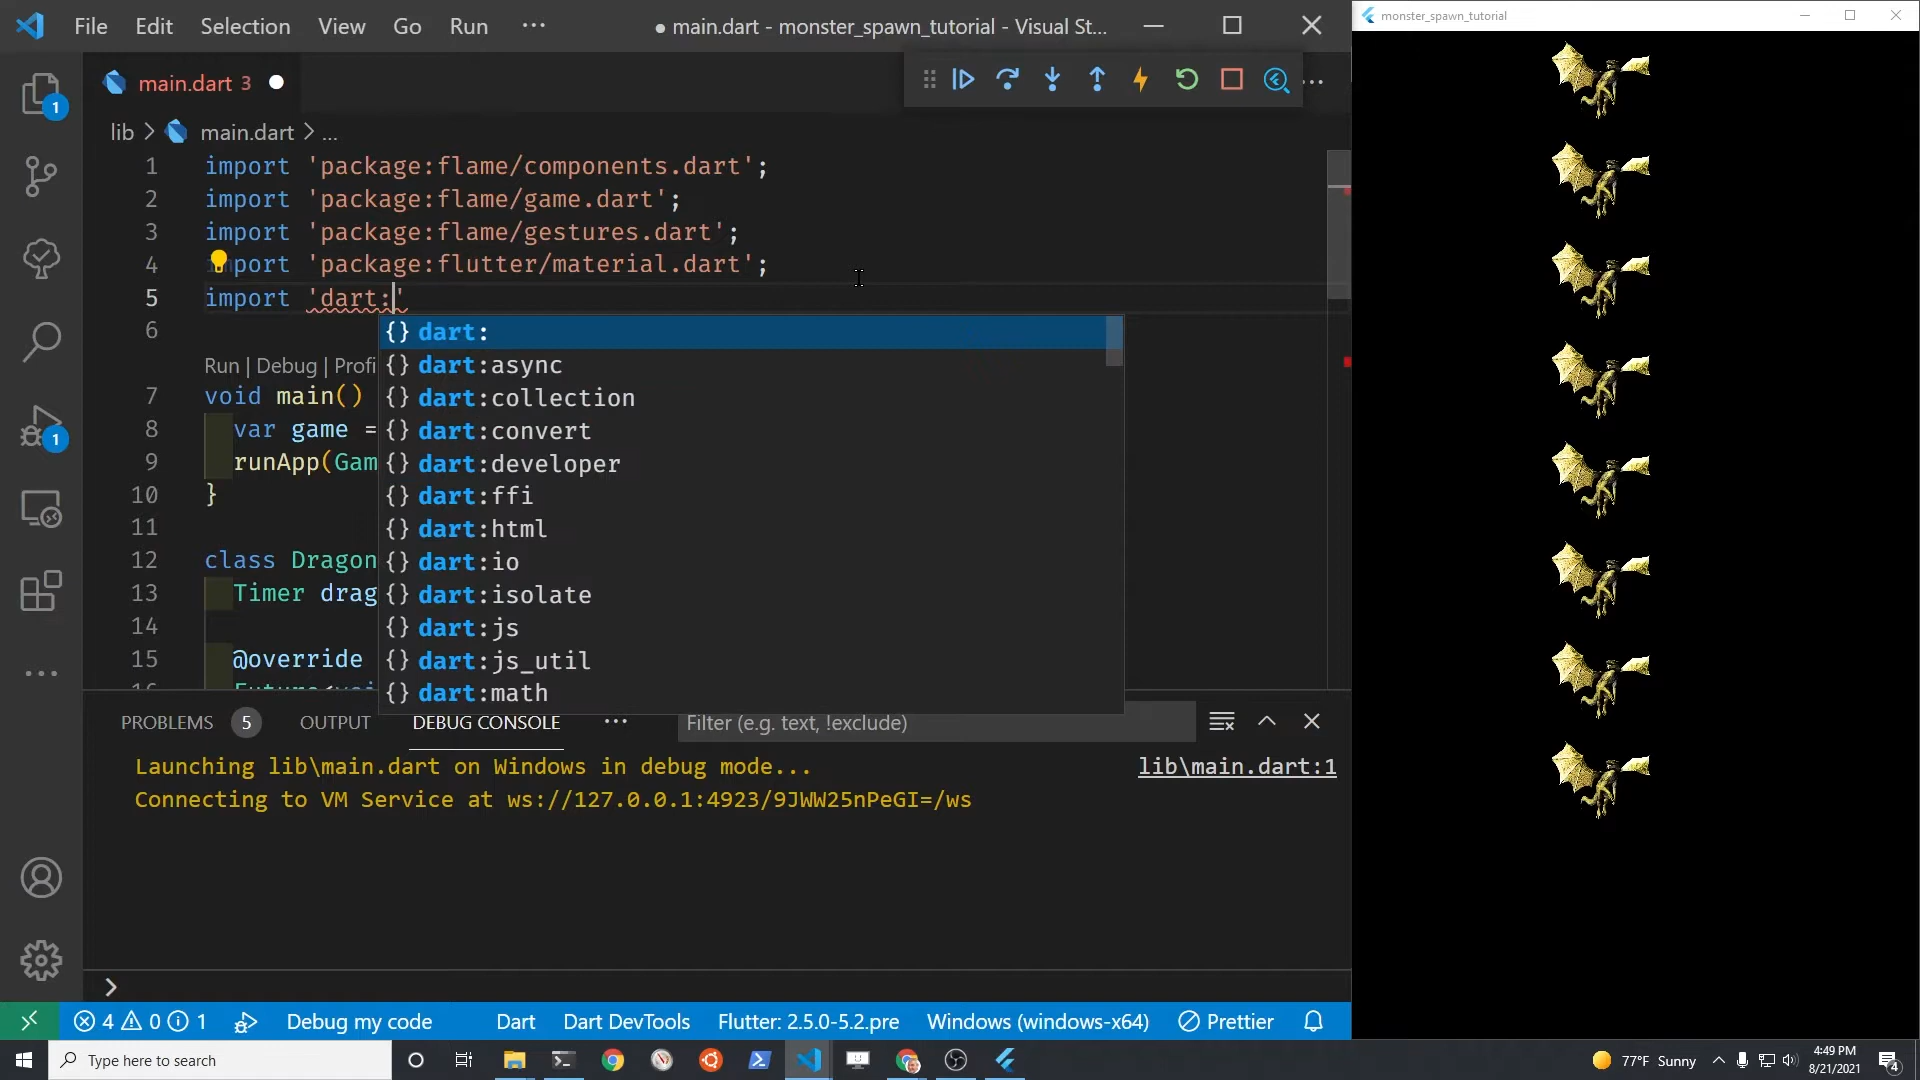 File Edit Selection View Go Run ··· ● main.dart - monster_spawn_tutorial - Visual St...
monster_spawn_tutorial
main.dart 3
lib > main.dart > ...
1 import 'package:flame/components.dart';
2 import 'package:flame/game.dart';
3 import 'package:flame/gestures.dart';
4 import 'package:flutter/material.dart';
5 import 'dart:'
6
{} dart:
Run | Debug | Profi
{} dart:async
7 void main()
{} dart:collection
8 var game =
{} dart:convert
9 runApp(Gam
{} dart:developer
10 }
{} dart:ffi
11
{} dart:html
12 class Dragon
{} dart:io
13 Timer drag
{} dart:isolate
14
{} dart:js
15 @override
{} dart:js_util
16 Future<voi
{} dart:math
1
1
PROBLEMS 5 OUTPUT DEBUG CONSOLE ··· Filter (e.g. text, !exclude)
Launching lib\main.dart on Windows in debug mode... lib\main.dart:1
Connecting to VM Service at ws://127.0.0.1:4923/9JWW25nPeGI=/ws
>
4 0 1 Debug my code Dart Dart DevTools Flutter: 2.5.0-5.2.pre Windows (windows-x64) Prettier
Type here to search
77°F Sunny
4:49 PM
8/21/2021
4